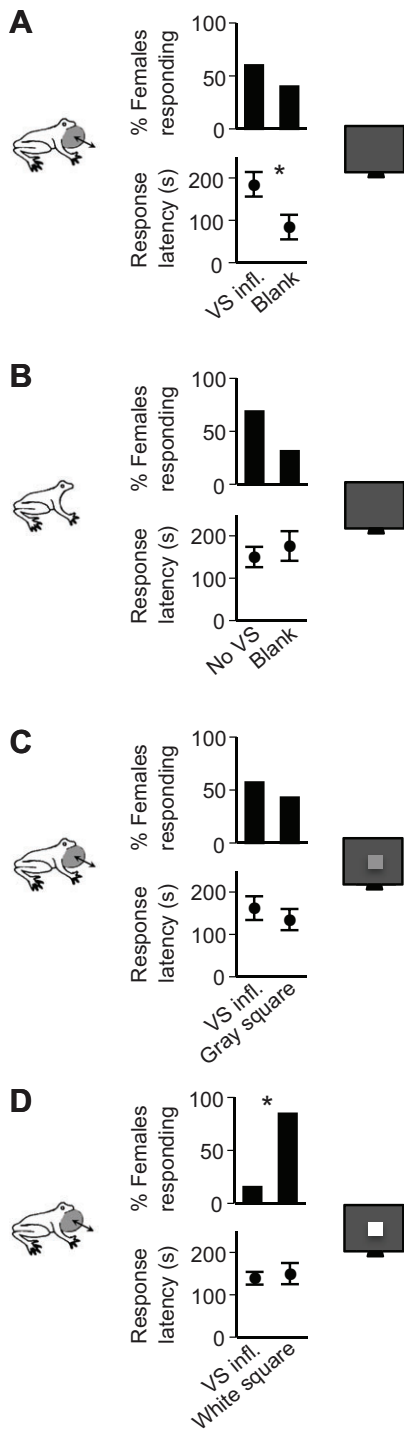 A
% Females
responding
100
50
0
Response
latency (s)
200
100
0
*
VS infl.
Blank
B
% Females
responding
100
50
0
Response
latency (s)
200
100
0
No VS
Blank
C
% Females
responding
100
50
0
Response
latency (s)
200
100
0
VS infl.
Gray square
D
% Females
responding
100
50
0
*
Response
latency (s)
200
100
0
VS infl.
White square